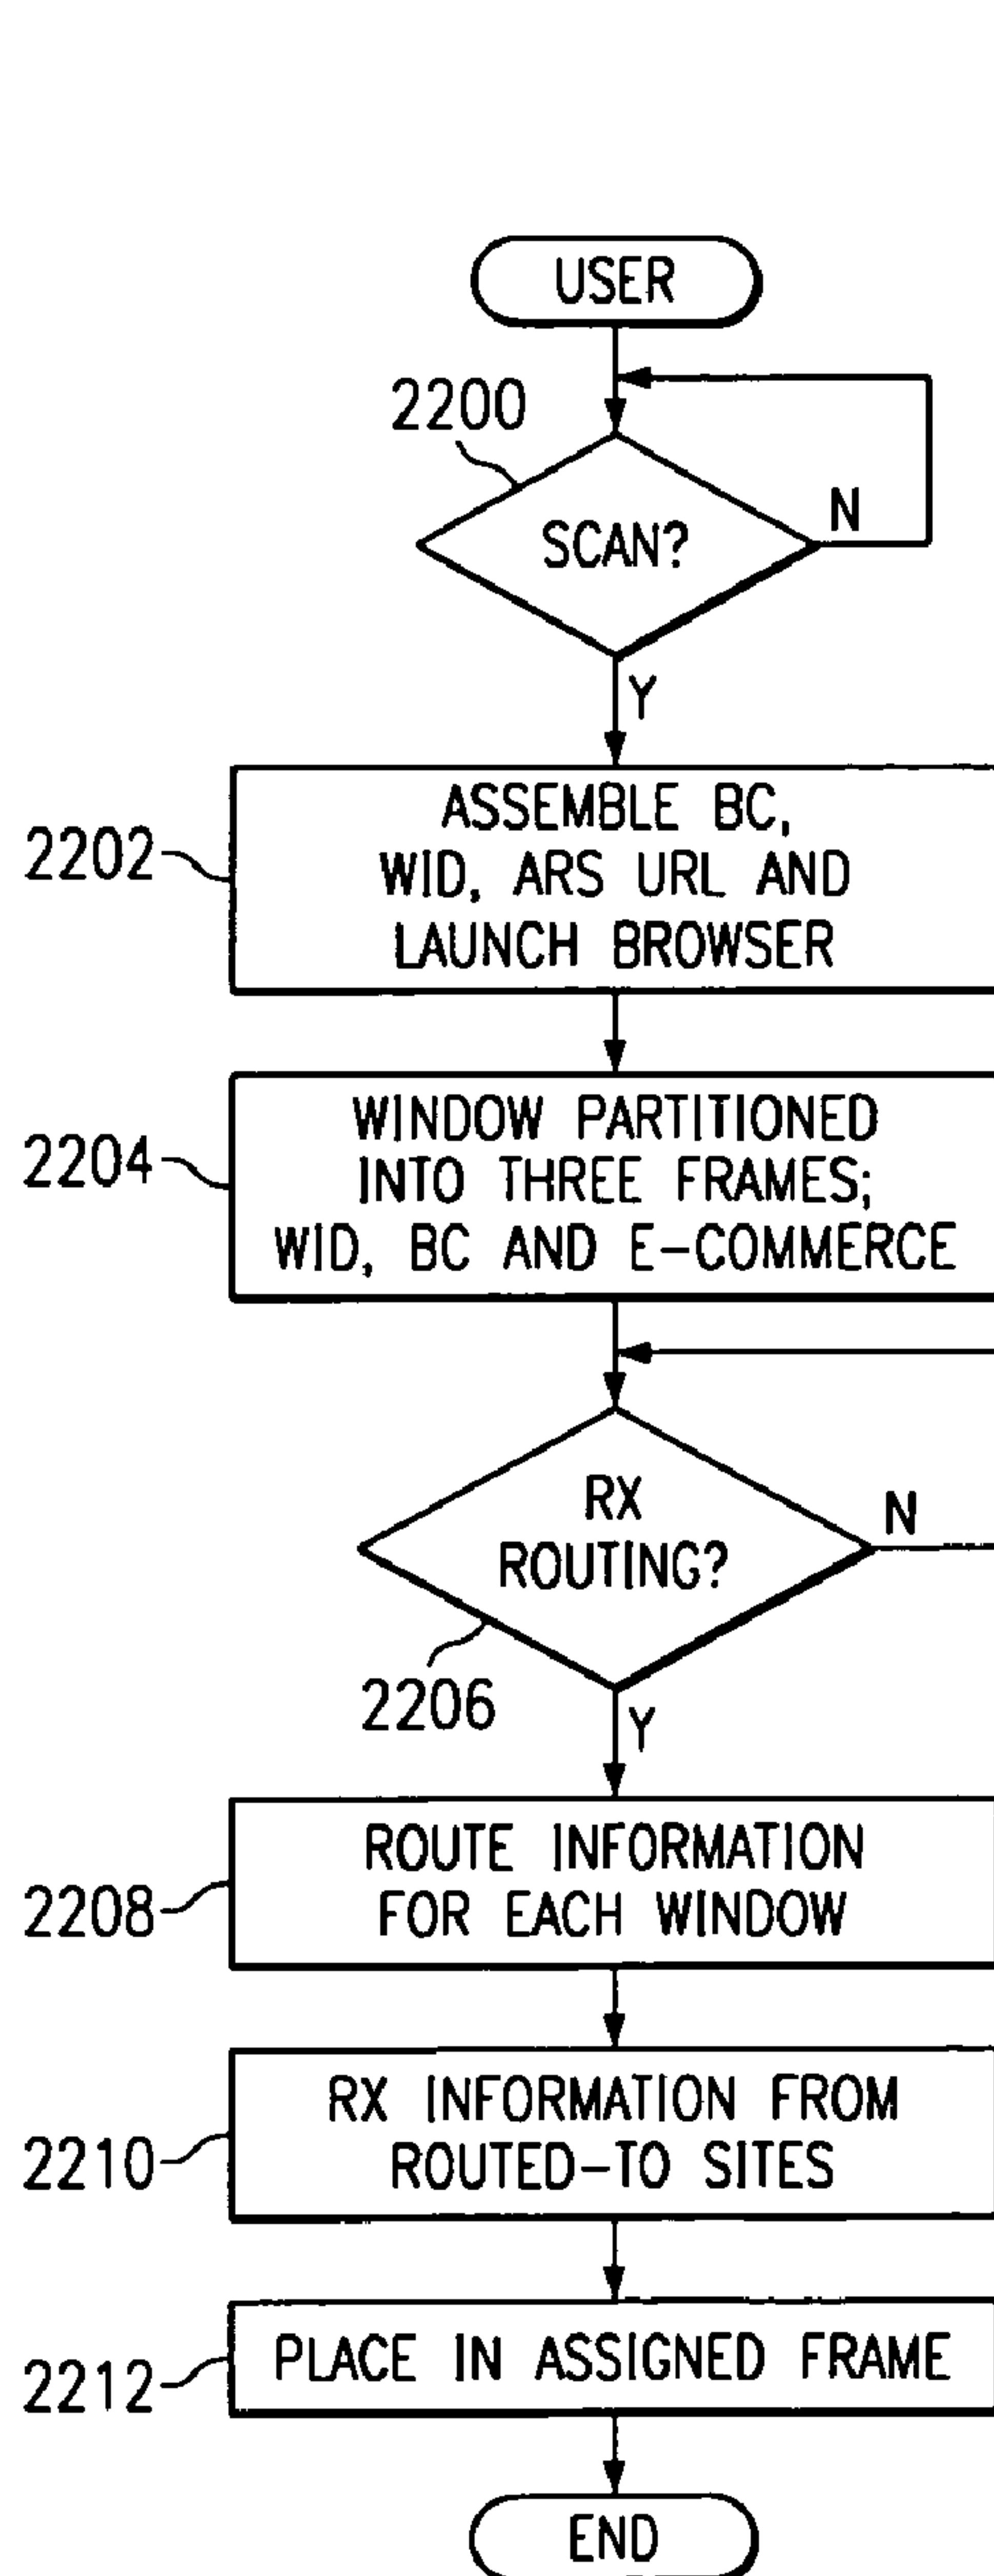 USER
2200
SCAN?
N
Y
2202
ASSEMBLE BC,
WID, ARS URL AND
LAUNCH BROWSER
2204
WINDOW PARTITIONED
INTO THREE FRAMES;
WID, BC AND E-COMMERCE
RX
ROUTING?
N
2206
Y
2208
ROUTE INFORMATION
FOR EACH WINDOW
2210
RX INFORMATION FROM
ROUTED-TO SITES
2212
PLACE IN ASSIGNED FRAME
END